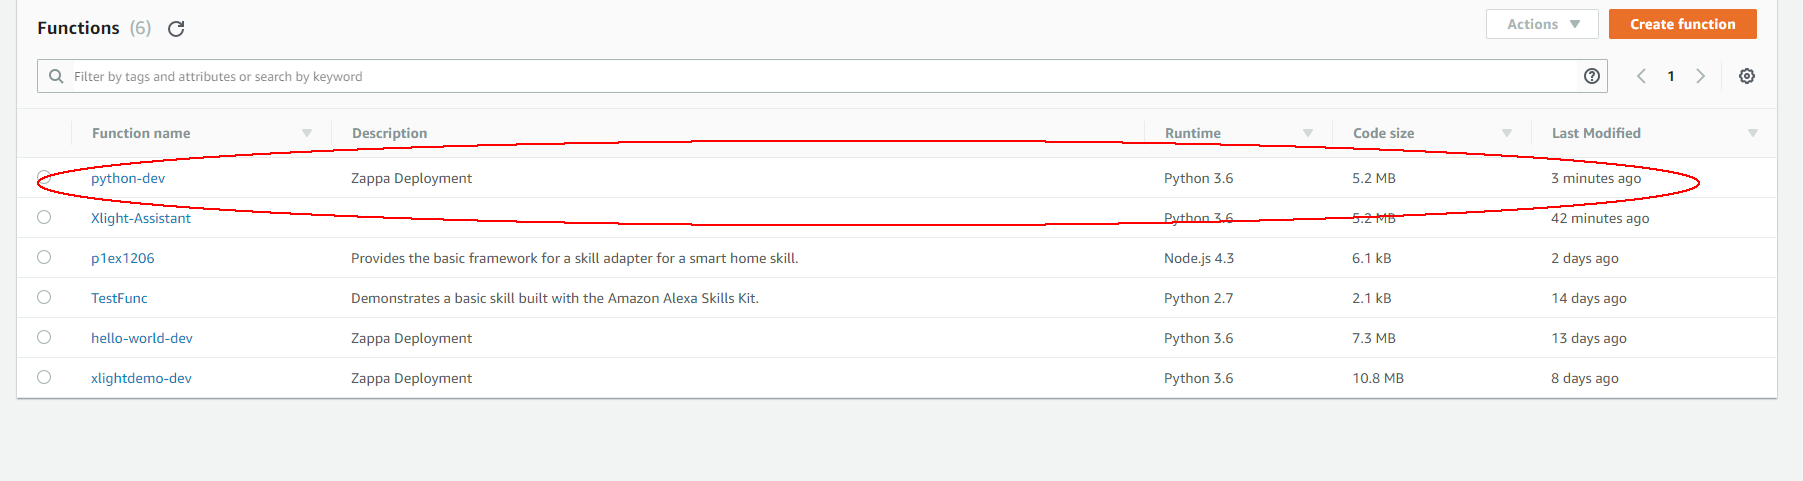 Functions (6) Actions Create function
Filter by tags and attributes or search by keyword 1
Function name Description Runtime Code size Last Modified
python-dev Zappa Deployment Python 3.6 5.2 MB 3 minutes ago
Xlight-Assistant Python 3.6 5.2 MB 42 minutes ago
p1ex1206 Provides the basic framework for a skill adapter for a smart home skill. Node.js 4.3 6.1 kB 2 days ago
TestFunc Demonstrates a basic skill built with the Amazon Alexa Skills Kit. Python 2.7 2.1 kB 14 days ago
hello-world-dev Zappa Deployment Python 3.6 7.3 MB 13 days ago
xlightdemo-dev Zappa Deployment Python 3.6 10.8 MB 8 days ago